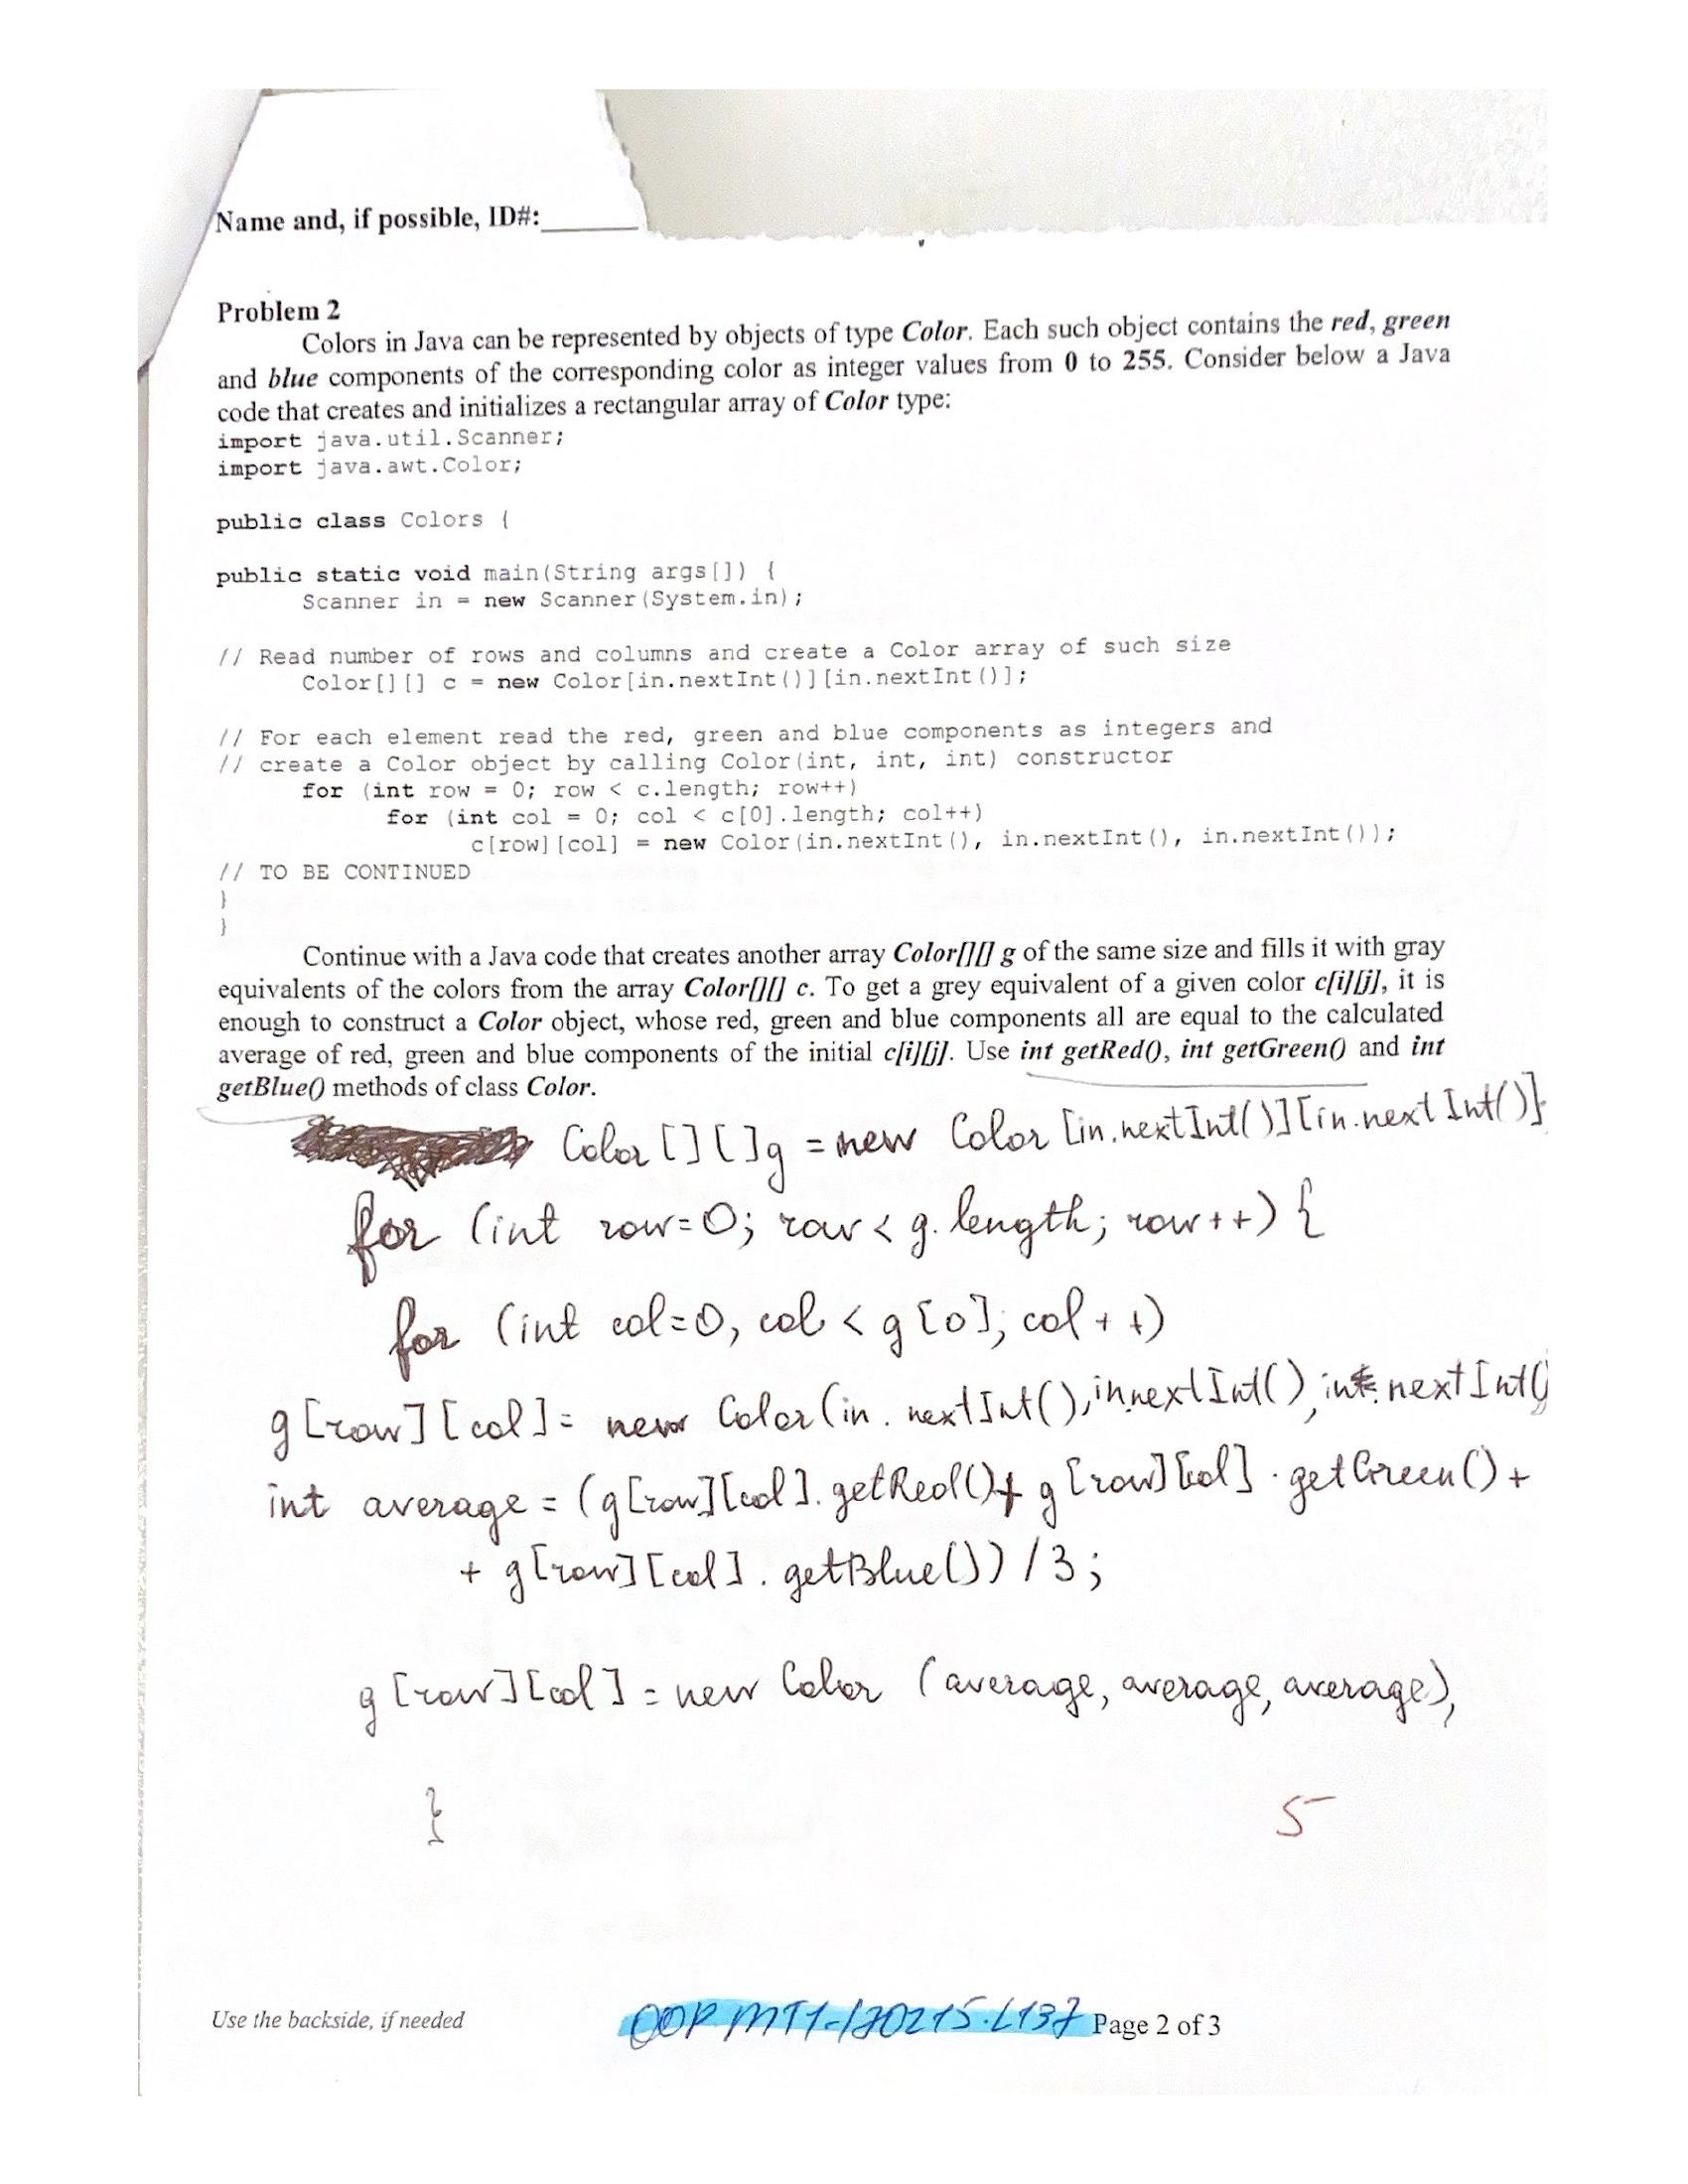 Name and, if possible, ID#:
Problem 2
Colors in Java can be represented by objects of type Color. Each such object contains the red, green
and blue components of the corresponding color as integer values from 0 to 255. Consider below a Java
code that creates and initializes a rectangular array of Color type:
import java.util.Scanner;
import java.awt.Color;
public class Colors {
public static void main(String args[]) {
Scanner in = new Scanner(System.in);
// Read number of rows and columns and create a Color array of such size
Color[][] c = new Color[in.nextInt()][in.nextInt()];
// For each element read the red, green and blue components as integers and
// create a Color object by calling Color(int, int, int) constructor
for (int row = 0; row < c.length; row++)
for (int col = 0; col < c[0].length; col++)
c[row][col] = new Color(in.nextInt(), in.nextInt(), in.nextInt());
// TO BE CONTINUED
}
}
Continue with a Java code that creates another array Color[][] g of the same size and fills it with gray
equivalents of the colors from the array Color[][] c. To get a grey equivalent of a given color c[i][j], it is
enough to construct a Color object, whose red, green and blue components all are equal to the calculated
average of red, green and blue components of the initial c[i][j]. Use int getRed(), int getGreen() and int
getBlue() methods of class Color.
Color [][]g = new Color [in.nextInt()][in.nextInt()];
for (int row=0; row < g.length; row++) {
for (int col=0, col < g[0]; col++)
g[row][col] = new Color(in.nextInt(), in.nextInt(), int.nextInt()
int average = (g[row][col].getRed()+ g[row][col].getGreen() +
+ g[row][col].getBlue()) / 3;
g[row][col] = new Color (average, average, average),
}
5
Use the backside, if needed
OOP MT1-120215.L137 Page 2 of 3